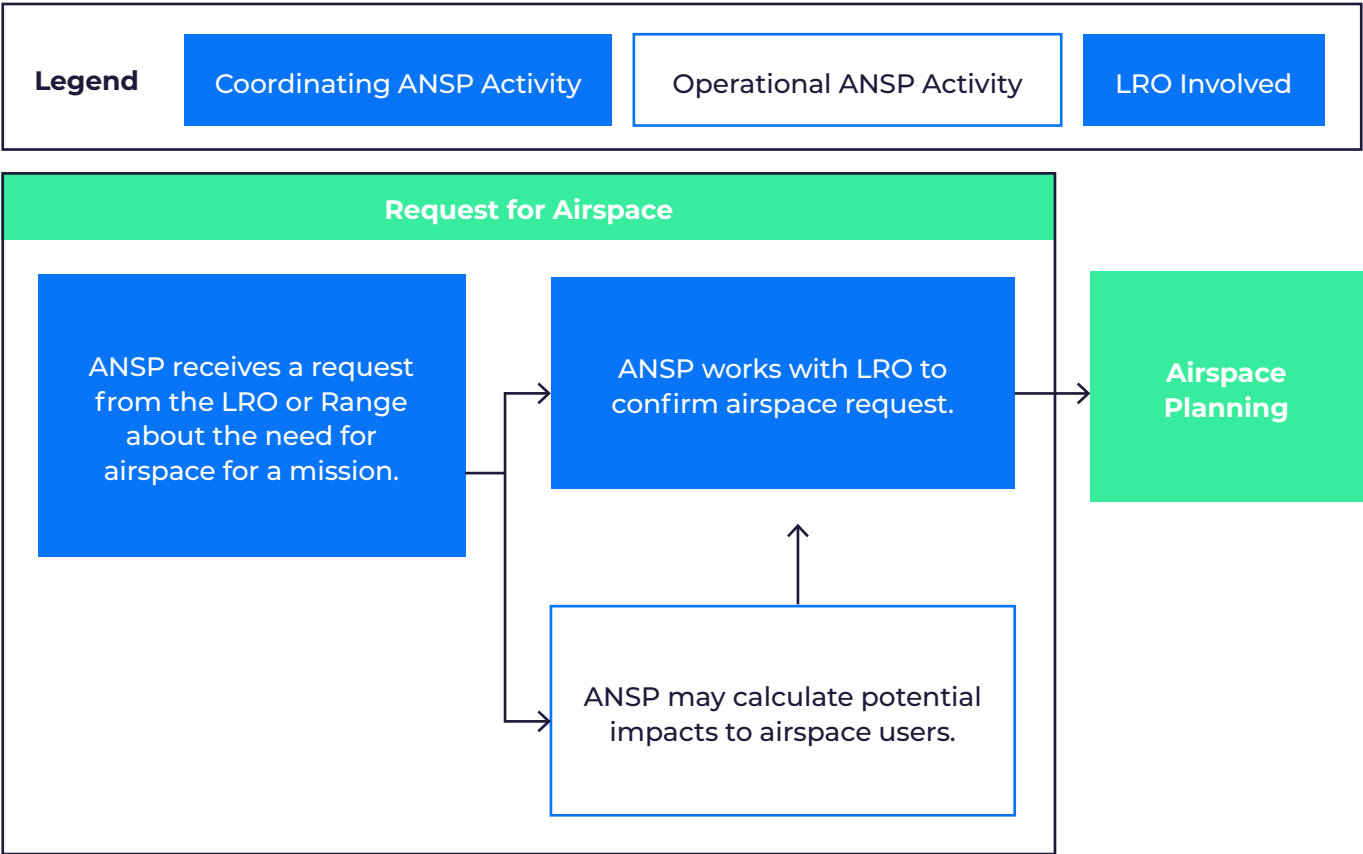 Legend
Coordinating ANSP Activity
Operational ANSP Activity
LRO Involved
Request for Airspace
ANSP receives a request
from the LRO or Range
about the need for
airspace for a mission.
ANSP works with LRO to
confirm airspace request.
ANSP may calculate potential
impacts to airspace users.
Airspace
Planning